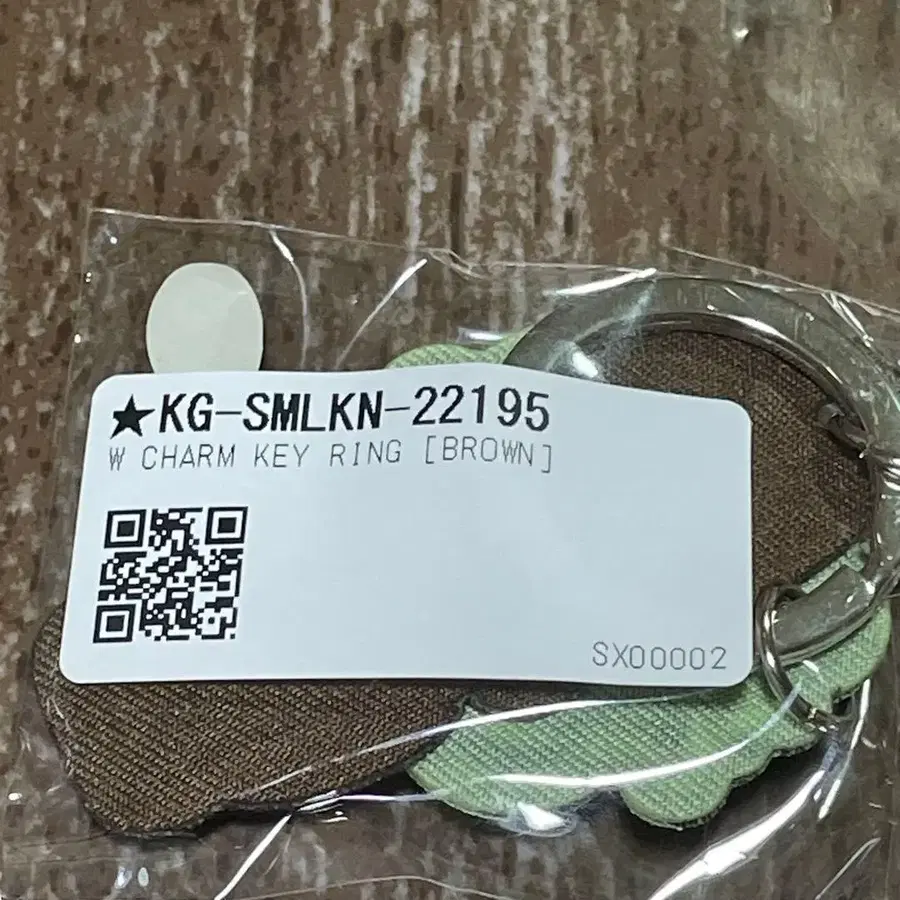 ★KG-SMLKN-22195
W CHARM KEY RING [BROWN]
SX00002